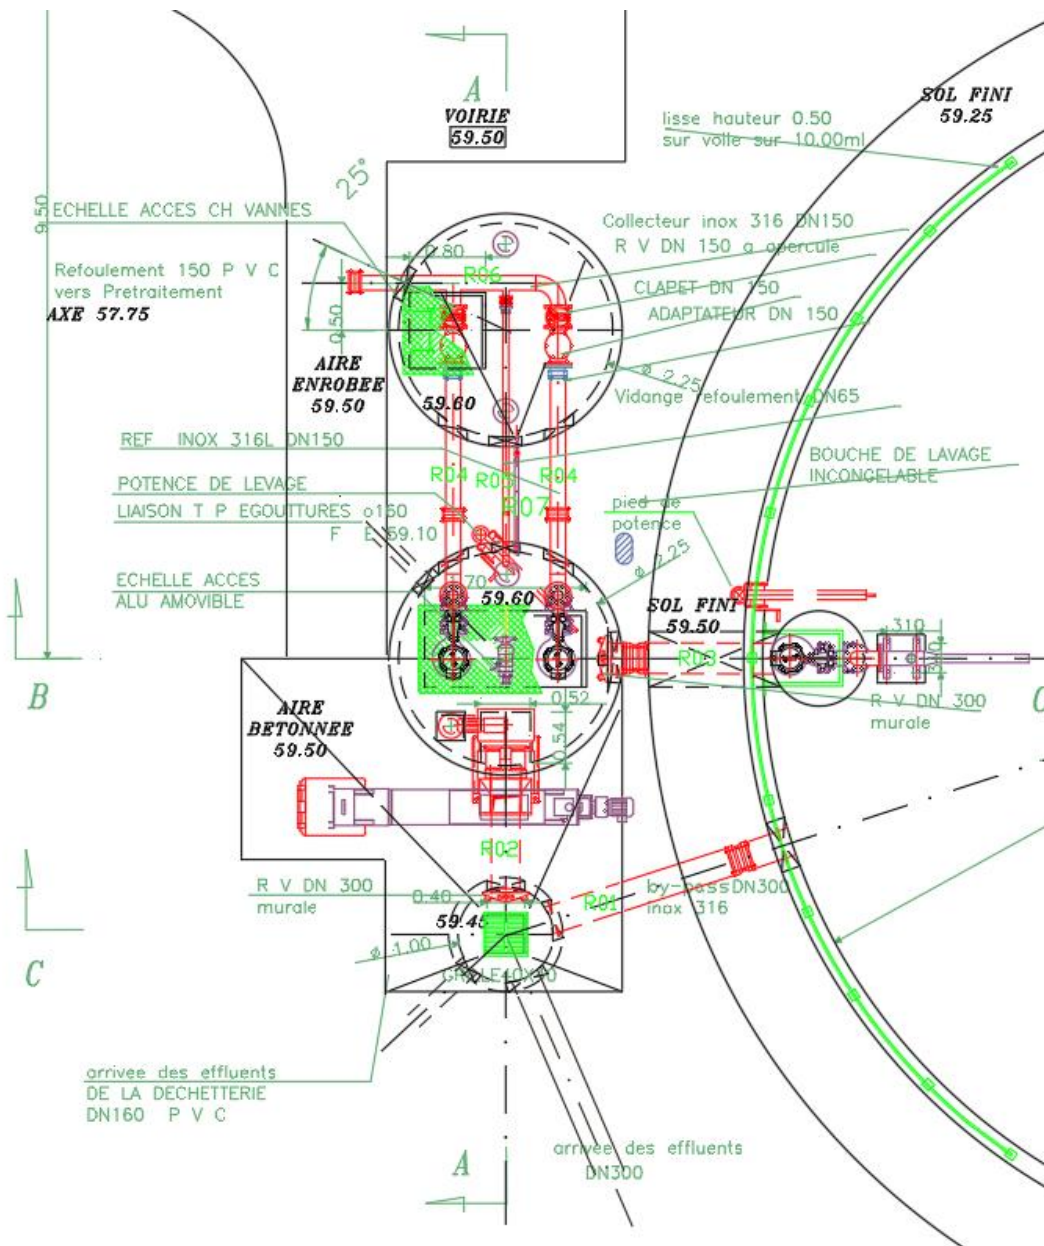 A
VOIRIE
59.50
SOL FINI
59.25
lisse hauteur 0.50
sur voile sur 10.00ml
25°
9.50
ECHELLE ACCES CH VANNES
Collecteur inox 316 DN150
R V DN 150 a opercule
0.80
R06
Refoulement 150 P V C
vers Pretraitement
AXE 57.75
CLAPET DN 150
ADAPTATEUR DN 150
0.50
AIRE
ENROBEE
59.50
ø 2.25
59.60
Vidange refoulement DN65
REF INOX 316L DN150
BOUCHE DE LAVAGE
INCONGELABLE
R04
R05
R04
POTENCE DE LEVAGE
R07
pied de
potence
LIAISON T P EGOUTTURES o160
F E 59.10
ø 2.25
ECHELLE ACCES
ALU AMOVIBLE
70
59.60
SOL FINI
59.50
310
R03
B
0.52
R V DN 300
murale
AIRE
BETONNEE
59.50
0.54
R02
R V DN 300
murale
0.40
by-passDN300
inox 316
R01
59.45
ø 1.00
C
GRILLE40X40
arrivee des effluents
DE LA DECHETTERIE
DN160 P V C
arrivee des effluents
DN300
A